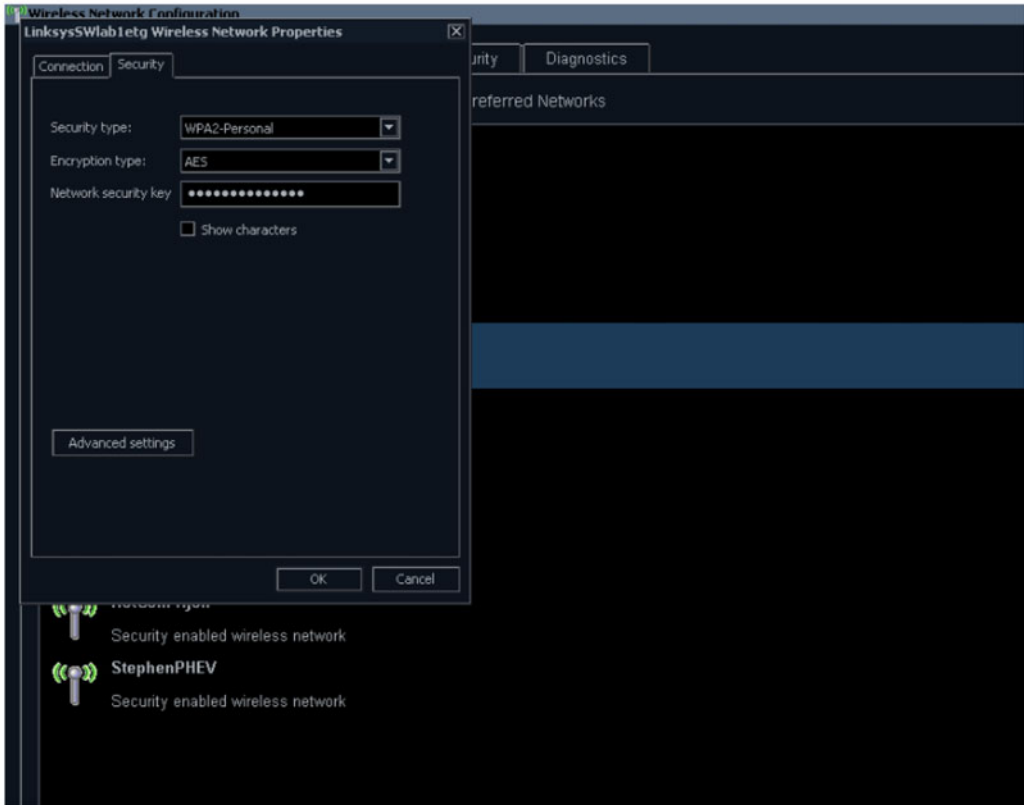 Wireless Network Configuration
LinksysSWlab1etg Wireless Network Properties
Connection Security
urity Diagnostics
referred Networks
Security type: WPA2-Personal
Encryption type: AES
Network security key ••••••••••••••
Show characters
Advanced settings
OK Cancel
Security enabled wireless network
StephenPHEV
Security enabled wireless network